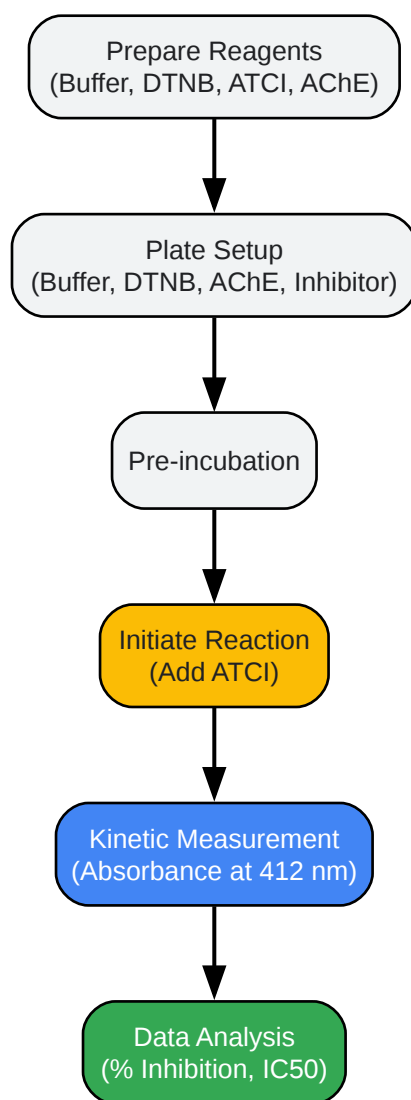 Prepare Reagents
(Buffer, DTNB, ATCI, AChE)
Plate Setup
(Buffer, DTNB, AChE, Inhibitor)
Pre-incubation
Initiate Reaction
(Add ATCI)
Kinetic Measurement
(Absorbance at 412 nm)
Data Analysis
(% Inhibition, IC50)